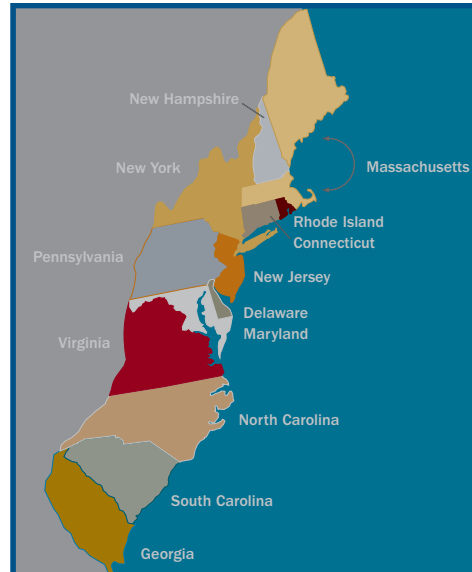 New Hampshire
New York
Massachusetts
Rhode Island
Connecticut
Pennsylvania
New Jersey
Delaware
Maryland
Virginia
North Carolina
South Carolina
Georgia